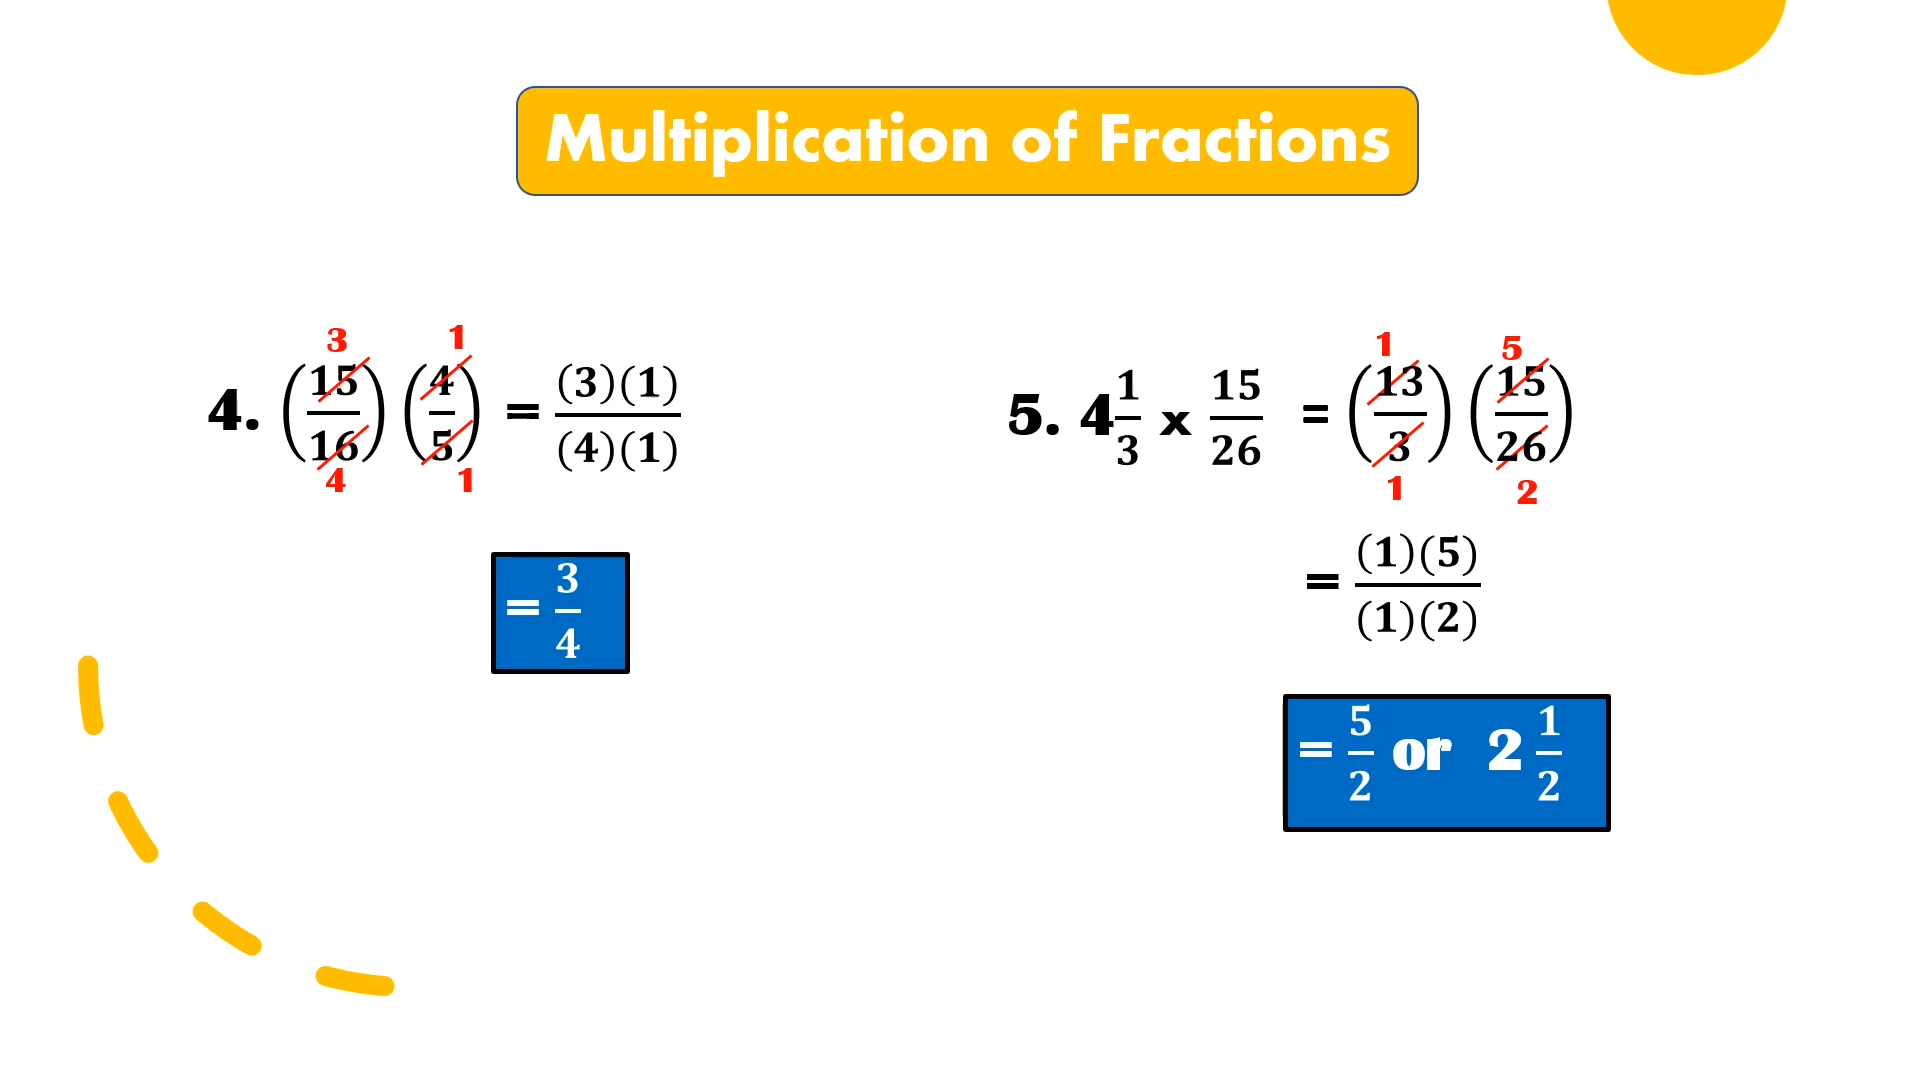 Multiplication of Fractions
4. (15/16) (4/5) = (3)(1)/(4)(1)
3 1
4 1
= 3/4
5. 4 1/3 x 15/26 = (13/3) (15/26)
1 5
1 2
= (1)(5)/(1)(2)
= 5/2 or 2 1/2